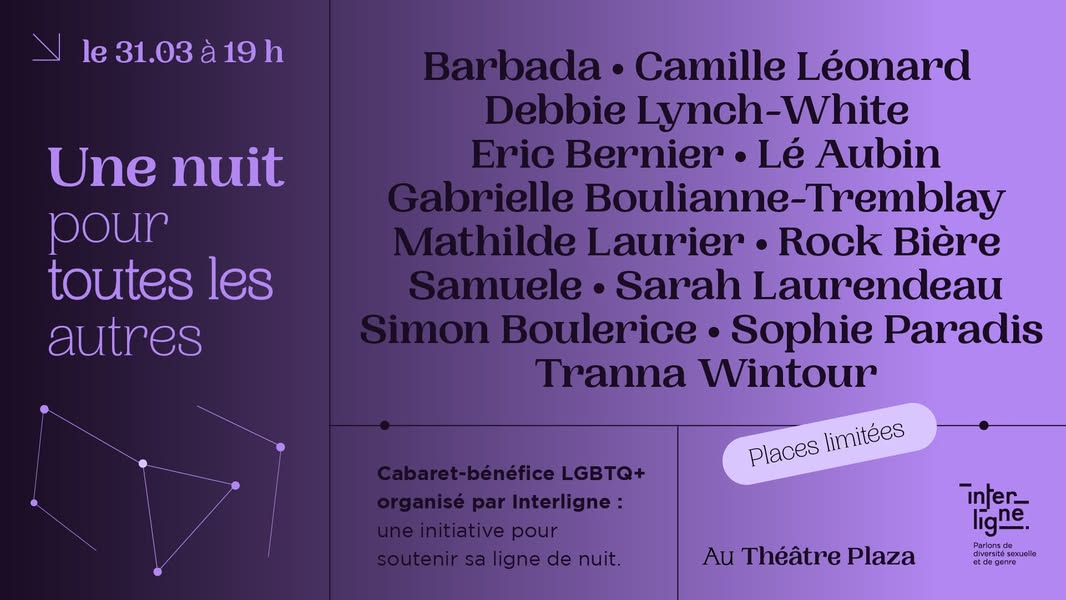 le 31.03 à 19 h
Une nuit
pour
toutes les
autres
Barbada • Camille Léonard
Debbie Lynch-White
Eric Bernier • Lé Aubin
Gabrielle Boulianne-Tremblay
Mathilde Laurier • Rock Bière
Samuele • Sarah Laurendeau
Simon Boulerice • Sophie Paradis
Tranna Wintour
Cabaret-bénéfice LGBTQ+
organisé par Interligne :
une initiative pour
soutenir sa ligne de nuit.
Places limitées
Au Théâtre Plaza
inter_
ligne.
Parlons de
diversité sexuelle
et de genre